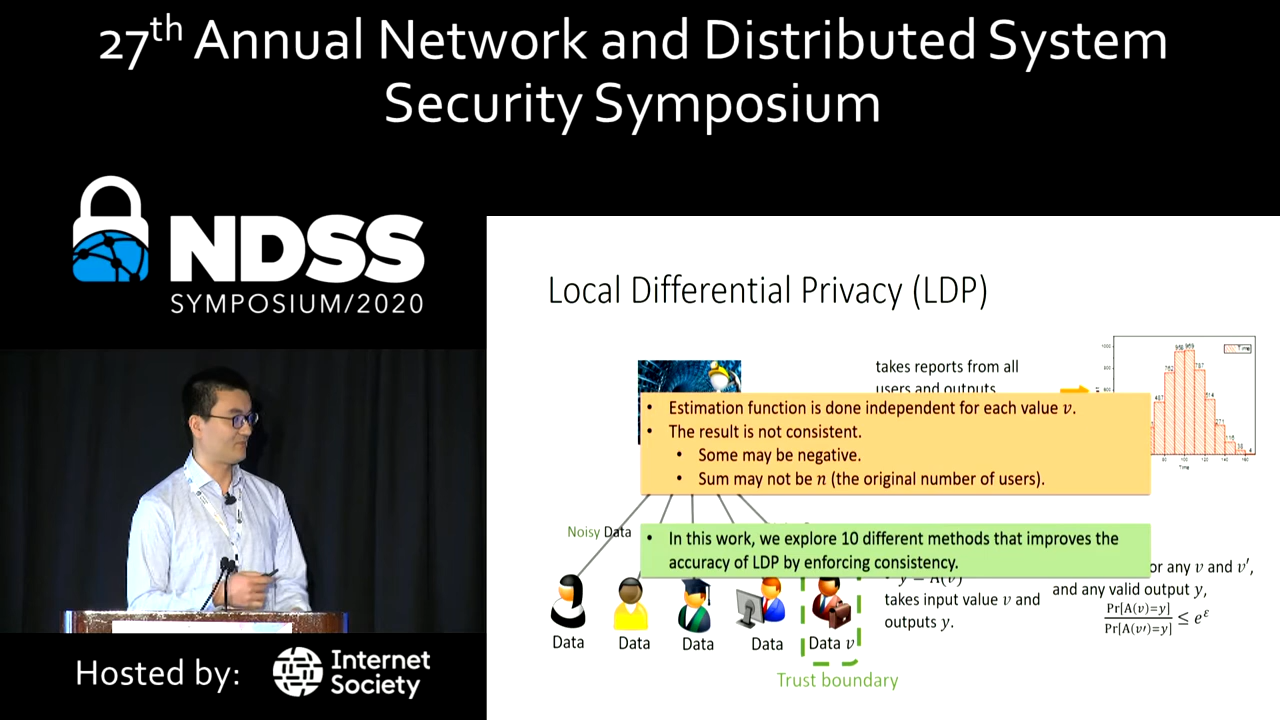 27th Annual Network and Distributed System
Security Symposium
NDSS
SYMPOSIUM/2020
Hosted by:
Internet
Society
Local Differential Privacy (LDP)
takes reports from all
users and outputs
• Estimation function is done independent for each value v.
• The result is not consistent.
• Some may be negative.
• Sum may not be n (the original number of users).
Noisy Data
• In this work, we explore 10 different methods that improves the
accuracy of LDP by enforcing consistency.
y = A(v)
takes input value v and
outputs y.
or any v and v′,
and any valid output y,
Pr[A(v)=y]
Pr[A(v′)=y]
≤ e^ε
Data
Data
Data
Data
Data v
Trust boundary
Time